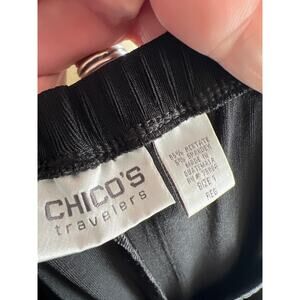 CHICO'S
travelers
95% ACETATE
5% SPANDEX
MADE IN
GUATEMALA
SIZE 1
REG